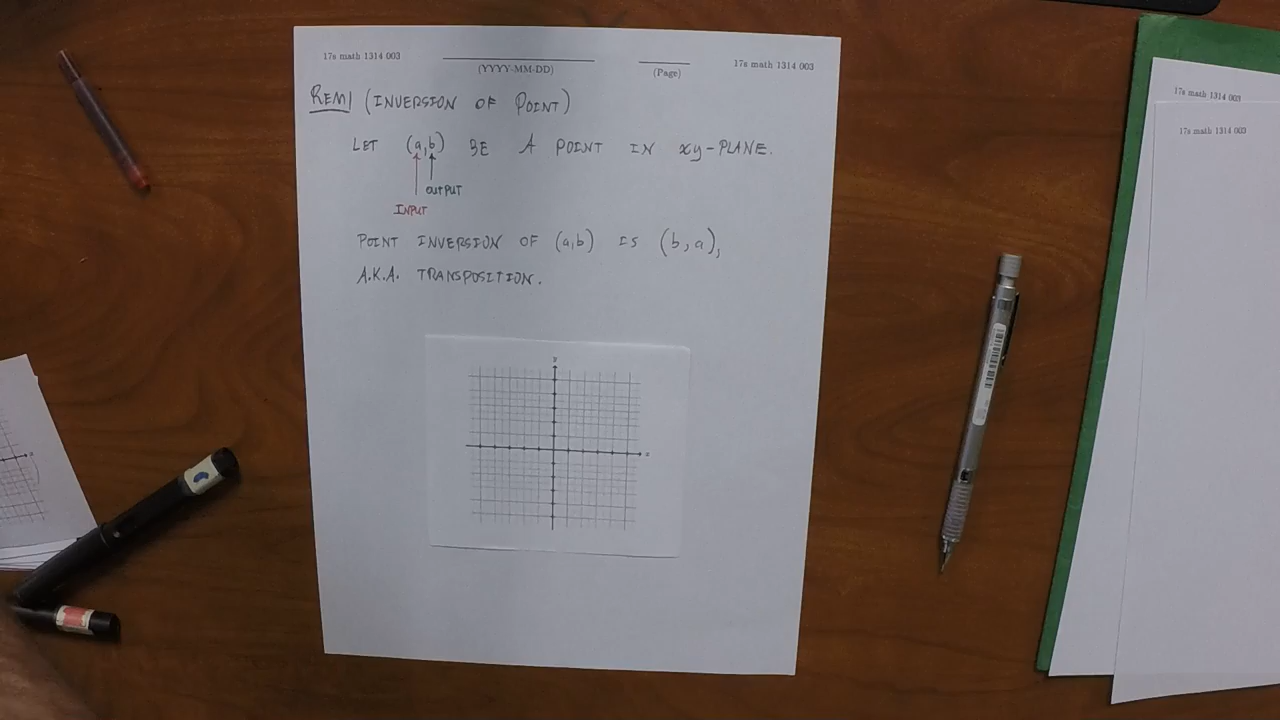 17s math 1314 003
(YYYY-MM-DD)
(Page)
17s math 1314 003
REM| (INVERSION OF POINT)
LET (a,b) BE A POINT IN xy-PLANE.
OUTPUT
INPUT
POINT INVERSION OF (a,b) IS (b,a),
A.K.A. TRANSPOSITION.
y
x
17s math 1314 003
17s math 1314 003